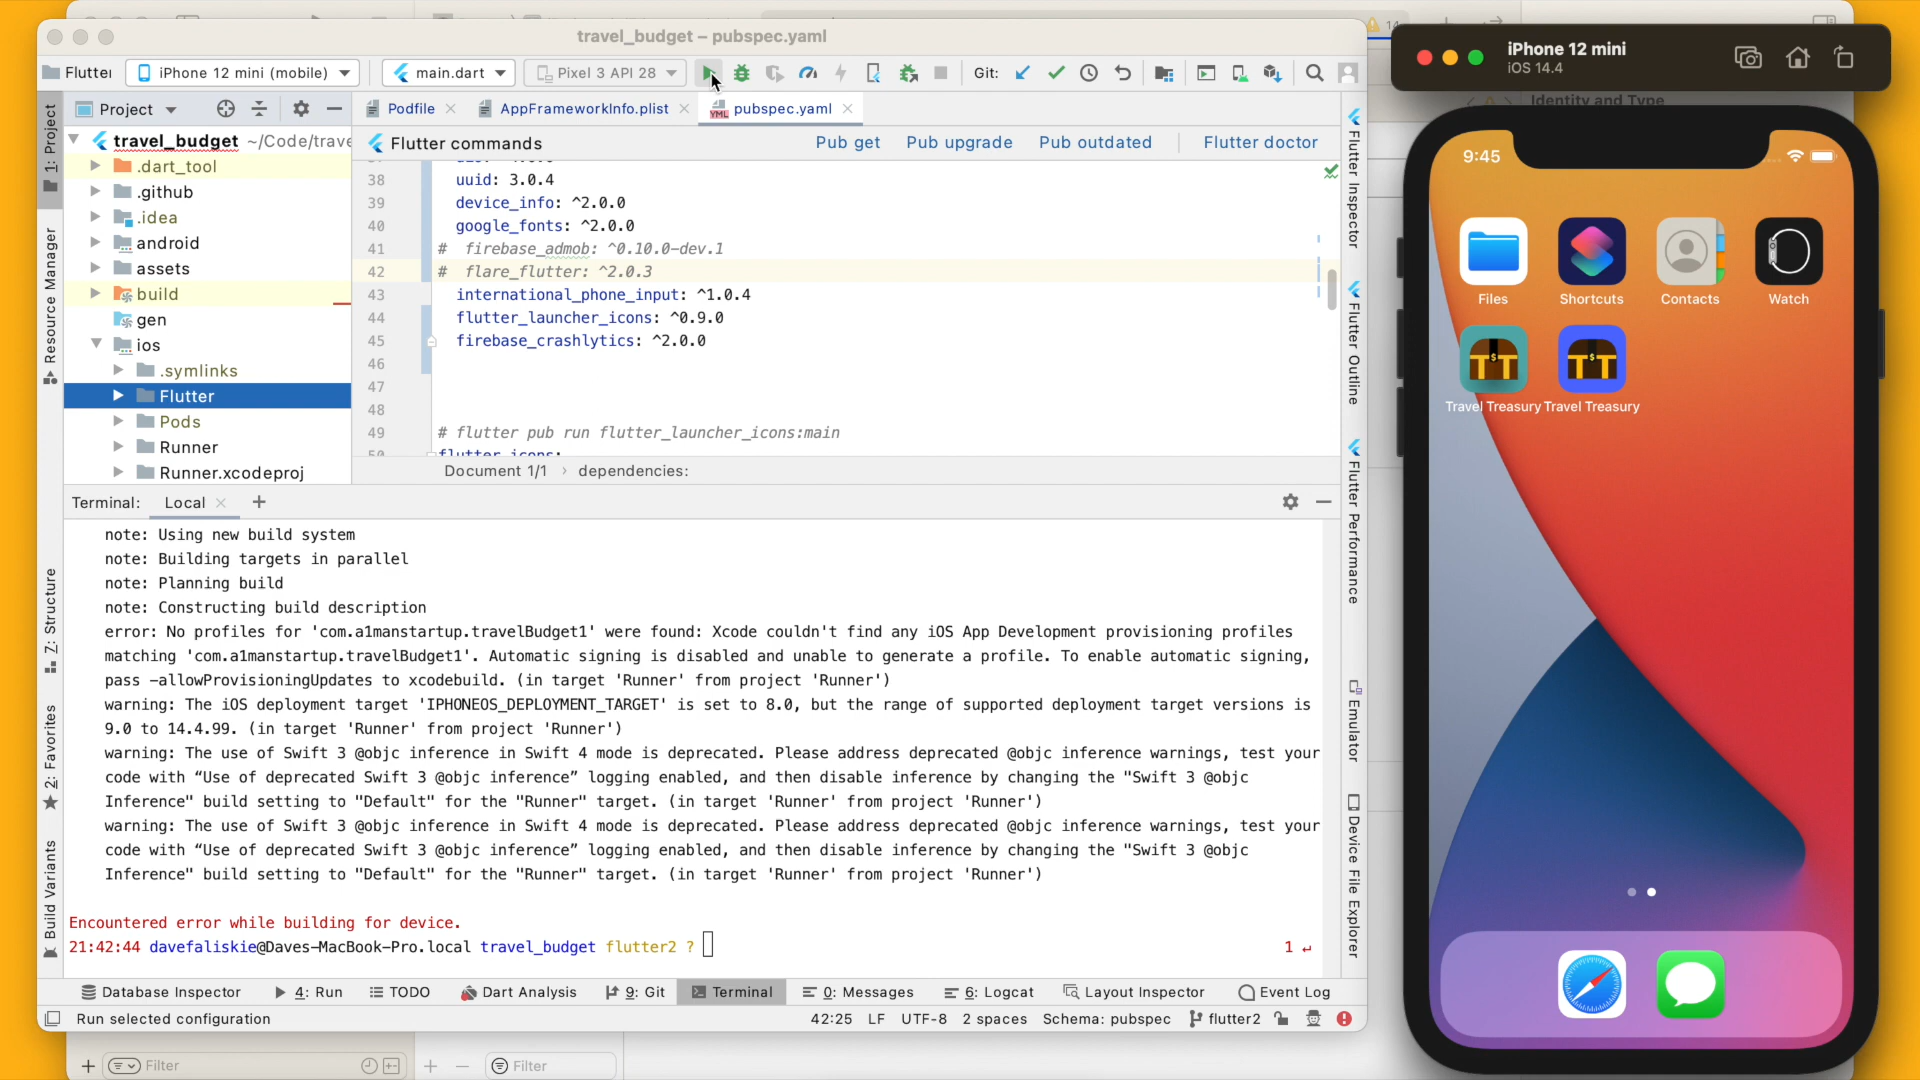 travel_budget – pubspec.yaml
Flutter
iPhone 12 mini (mobile)
main.dart
Pixel 3 API 28
Git:
Project
Podfile
AppFrameworkInfo.plist
pubspec.yaml
travel_budget ~/Code/trave
Flutter commands
Pub get
Pub upgrade
Pub outdated
Flutter doctor
.dart_tool
.github
.idea
android
assets
build
gen
ios
.symlinks
Flutter
Pods
Runner
Runner.xcodeproj
38 uuid: 3.0.4
39 device_info: ^2.0.0
40 google_fonts: ^2.0.0
41 # firebase_admob: ^0.10.0-dev.1
42 # flare_flutter: ^2.0.3
43 international_phone_input: ^1.0.4
44 flutter_launcher_icons: ^0.9.0
45 firebase_crashlytics: ^2.0.0
46
47
48
49 # flutter pub run flutter_launcher_icons:main
50 flutter_icons:
Document 1/1 › dependencies:
Terminal: Local
note: Using new build system
note: Building targets in parallel
note: Planning build
note: Constructing build description
error: No profiles for 'com.a1manstartup.travelBudget1' were found: Xcode couldn't find any iOS App Development provisioning profiles
matching 'com.a1manstartup.travelBudget1'. Automatic signing is disabled and unable to generate a profile. To enable automatic signing,
pass -allowProvisioningUpdates to xcodebuild. (in target 'Runner' from project 'Runner')
warning: The iOS deployment target 'IPHONEOS_DEPLOYMENT_TARGET' is set to 8.0, but the range of supported deployment target versions is
9.0 to 14.4.99. (in target 'Runner' from project 'Runner')
warning: The use of Swift 3 @objc inference in Swift 4 mode is deprecated. Please address deprecated @objc inference warnings, test your
code with “Use of deprecated Swift 3 @objc inference” logging enabled, and then disable inference by changing the "Swift 3 @objc
Inference" build setting to "Default" for the "Runner" target. (in target 'Runner' from project 'Runner')
warning: The use of Swift 3 @objc inference in Swift 4 mode is deprecated. Please address deprecated @objc inference warnings, test your
code with “Use of deprecated Swift 3 @objc inference” logging enabled, and then disable inference by changing the "Swift 3 @objc
Inference" build setting to "Default" for the "Runner" target. (in target 'Runner' from project 'Runner')
Encountered error while building for device.
21:42:44 davefaliskie@Daves-MacBook-Pro.local travel_budget flutter2 ?
1 ↵
Database Inspector
4: Run
TODO
Dart Analysis
9: Git
Terminal
0: Messages
6: Logcat
Layout Inspector
Event Log
Run selected configuration
42:25 LF UTF-8 2 spaces Schema: pubspec flutter2
Filter
Filter
1: Project
Resource Manager
7: Structure
2: Favorites
Build Variants
Flutter Inspector
Flutter Outline
Flutter Performance
Emulator
Device File Explorer
14
iPhone 12 mini
iOS 14.4
Identity and Type
9:45
Files
Shortcuts
Contacts
Watch
T$T
T$T
Travel Treasury
Travel Treasury